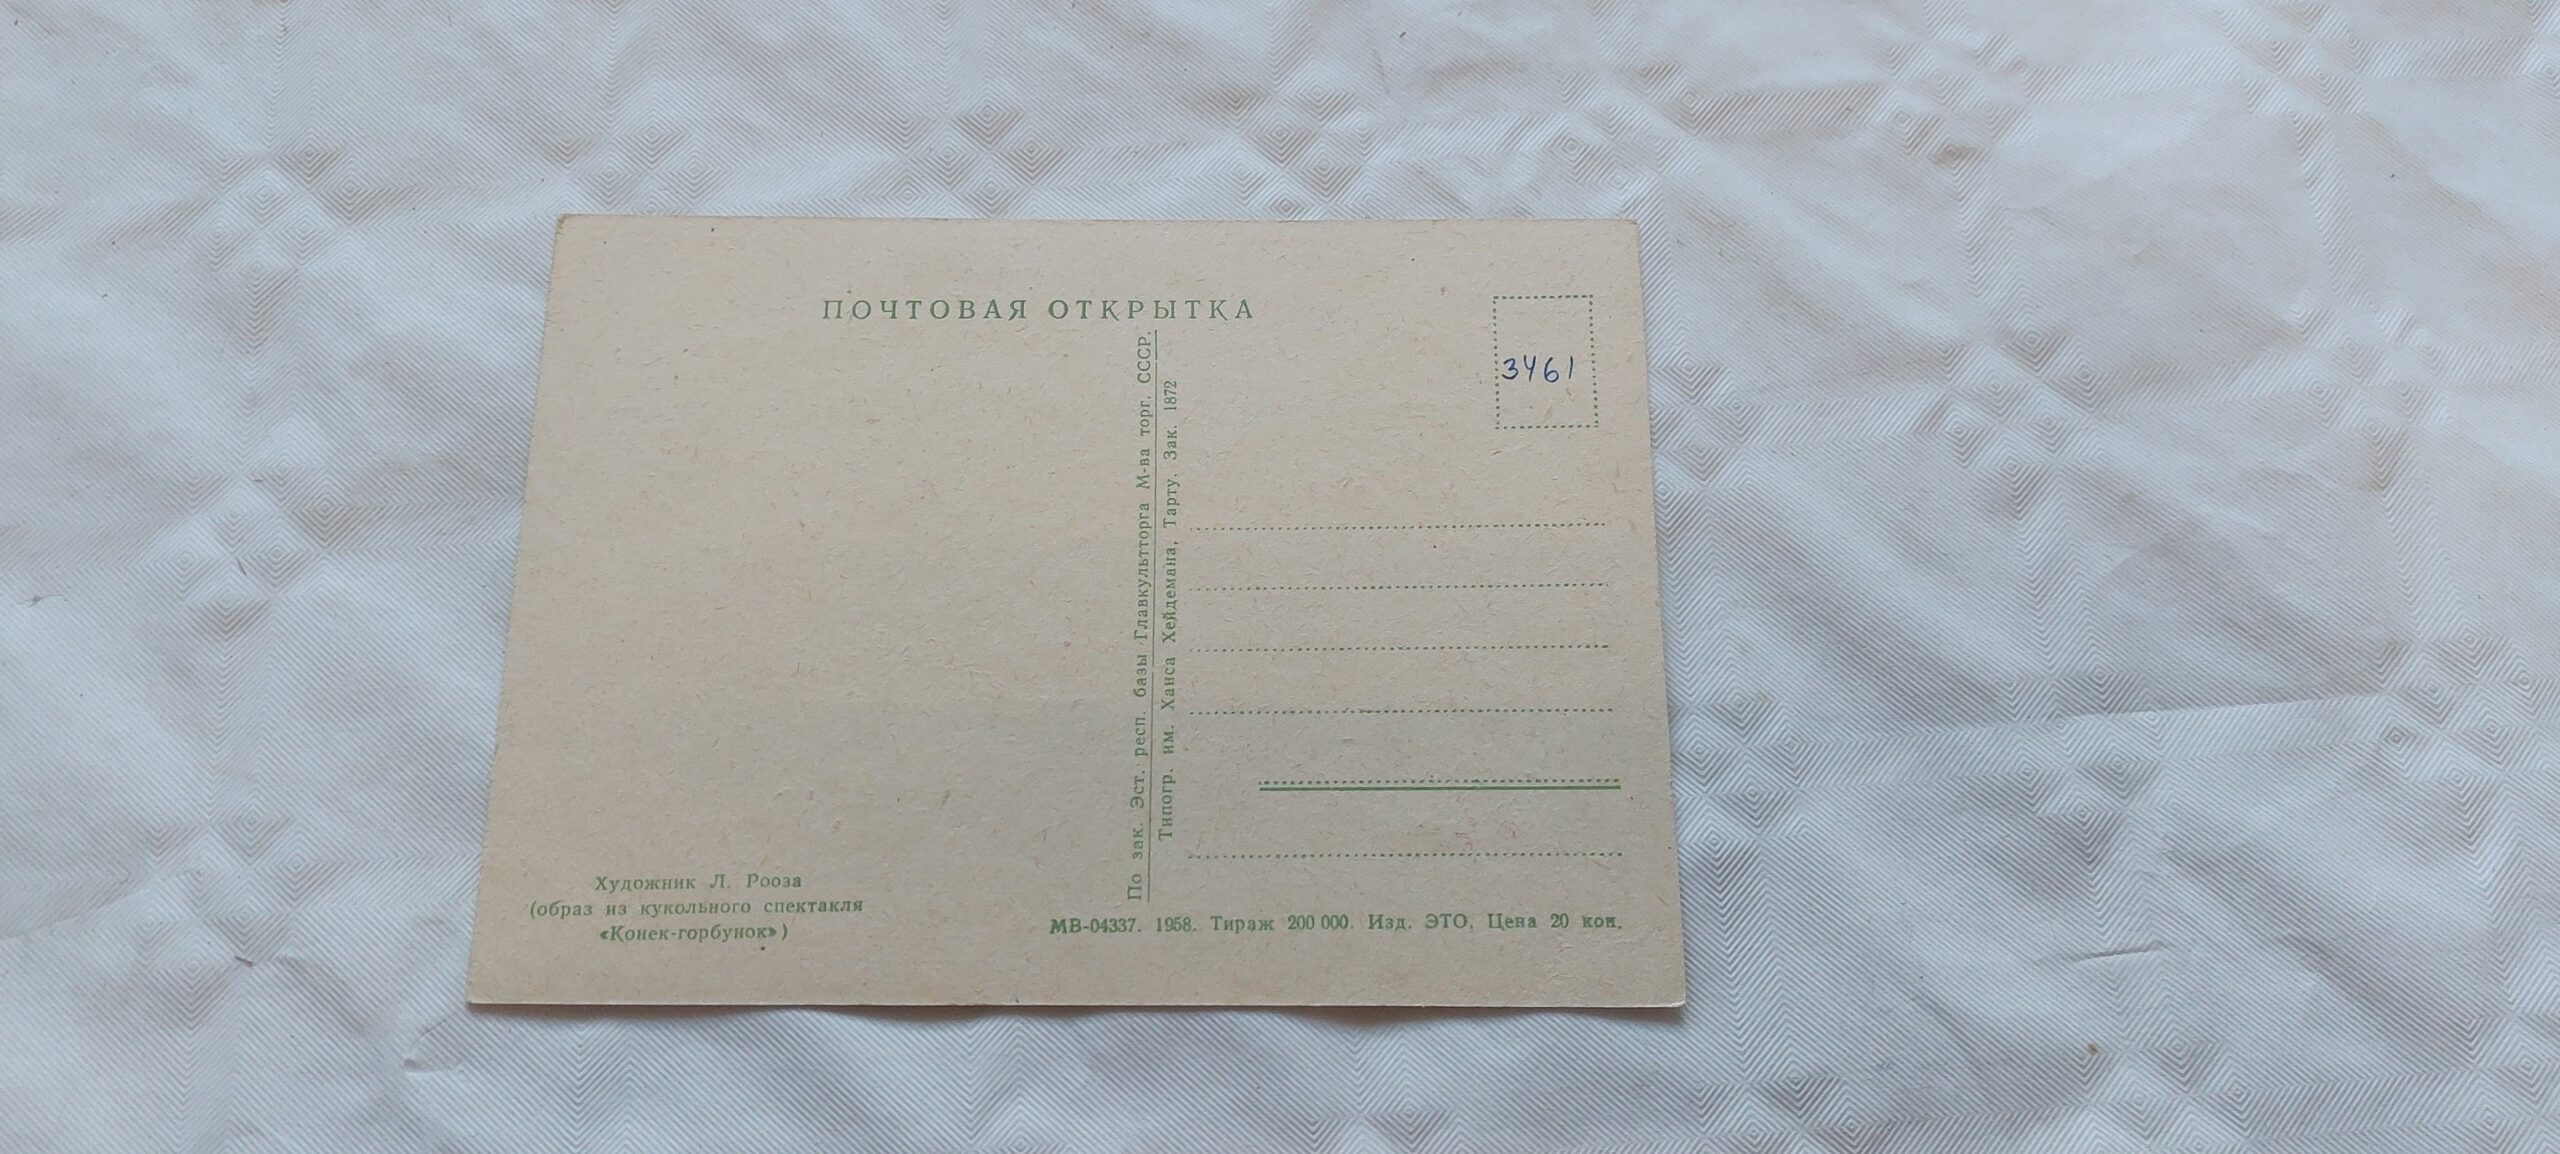 ПОЧТОВАЯ ОТКРЫТКА
3461
По зак. Эст. респ. базы Главкультторга М-ва торг. СССР.
Типогр. им. Ханса Хейдемана, Тарту. Зак. 1872
Художник Л. Рооза
(образ из кукольного спектакля
«Конек-горбунок»)
МВ-04337. 1958. Тираж 200 000. Изд. ЭТО. Цена 20 коп.